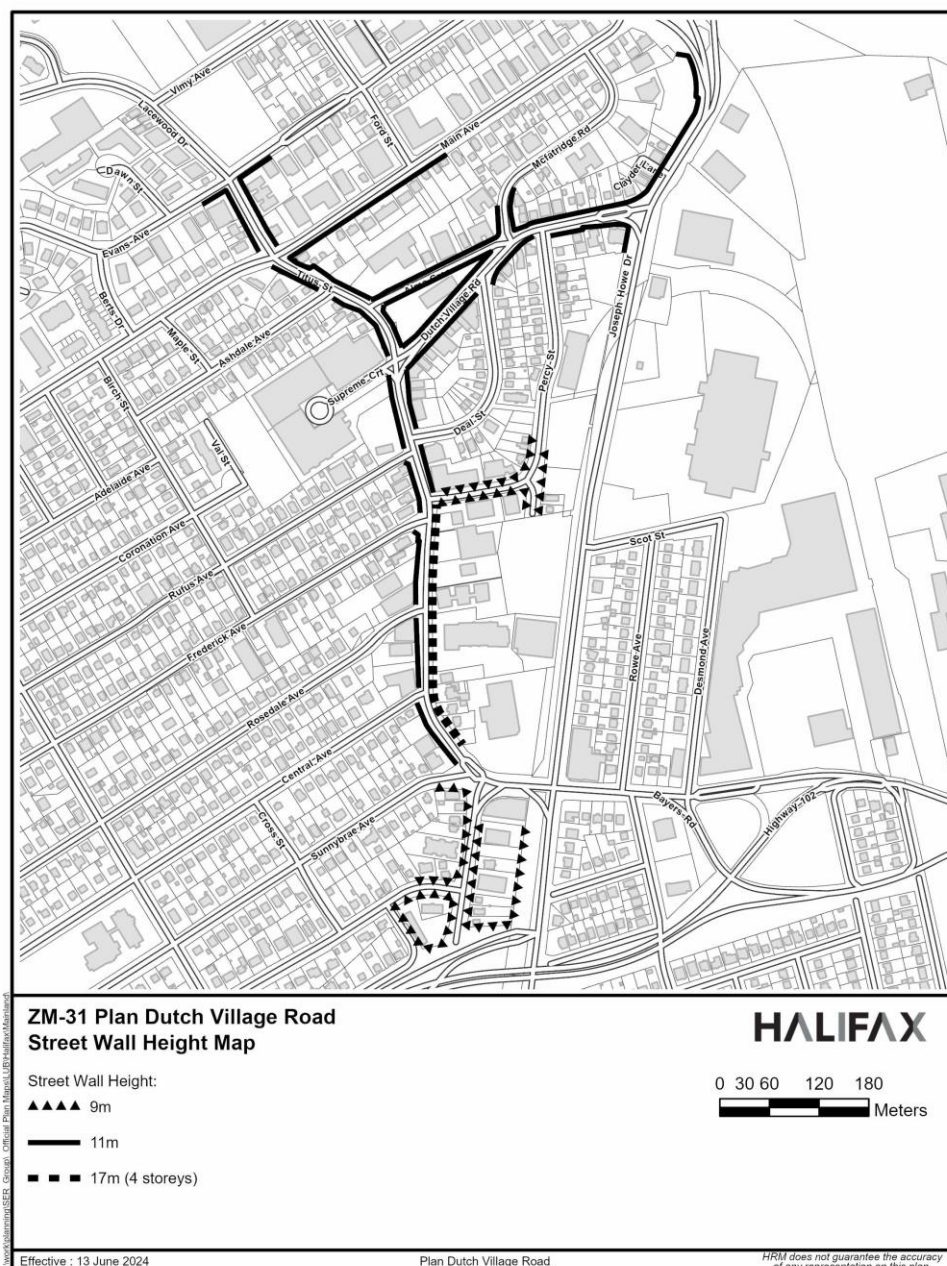 Vimy Ave
Lacewood Dr
Ford St
Main Ave
Mcfatridge Rd
Dawn St
Clayden Lane
Evans Ave
Titus St
Joseph Howe Dr
Berts Dr
Dutch Village Rd
Maple St
Ashdale Ave
Percy St
Supreme Crt
Birch St
Deal St
Val St
Adelaide Ave
Coronation Ave
Scot St
Rufus Ave
Frederick Ave
Rowe Ave
Desmond Ave
Rosedale Ave
Central Ave
Cross St
Sunnybrae Ave
Bayers Rd
Highway 102
ZM-31 Plan Dutch Village Road
Street Wall Height Map
HALIFAX
Street Wall Height:
9m
11m
17m (4 storeys)
0 30 60 120 180
Meters
Effective : 13 June 2024
Plan Dutch Village Road
HRM does not guarantee the accuracy
of any representation on this plan.